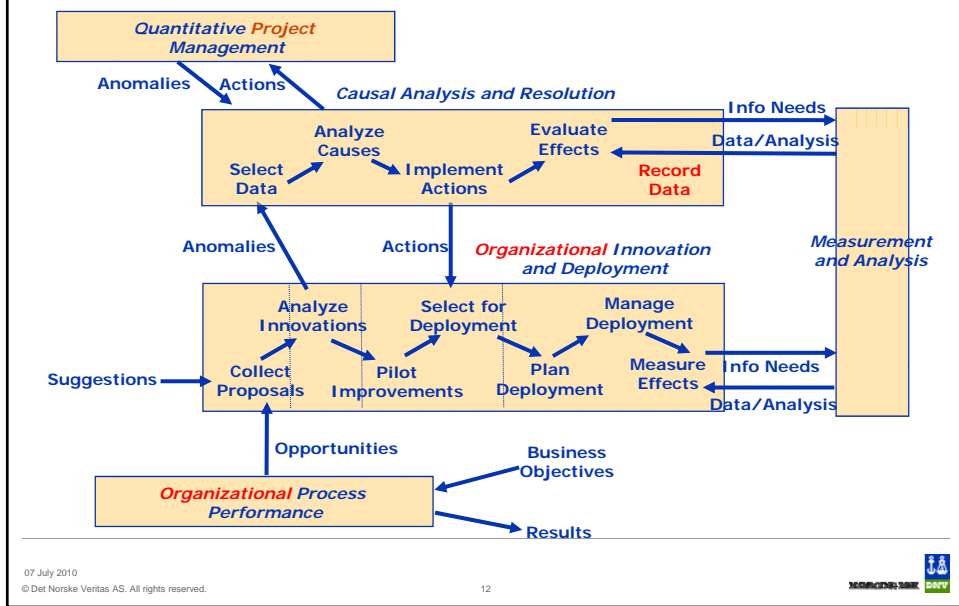 Quantitative Project
Management
Anomalies
Actions
Causal Analysis and Resolution
Info Needs
Data/Analysis
Analyze
Causes
Evaluate
Effects
Select
Data
Implement
Actions
Record
Data
Measurement
and Analysis
Anomalies
Actions
Organizational Innovation
and Deployment
Analyze
Innovations
Select for
Deployment
Manage
Deployment
Suggestions
Collect
Proposals
Pilot
Improvements
Plan
Deployment
Measure
Effects
Info Needs
Data/Analysis
Opportunities
Business
Objectives
Organizational Process
Performance
Results
07 July 2010
© Det Norske Veritas AS. All rights reserved.
12
DNV